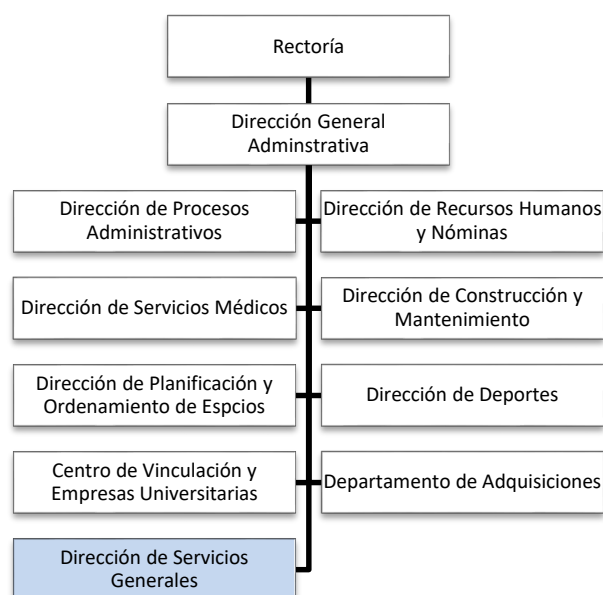 Rectoría
Dirección General
Adminstrativa
Dirección de Procesos
Administrativos
Dirección de Recursos Humanos
y Nóminas
Dirección de Servicios Médicos
Dirección de Construcción y
Mantenimiento
Dirección de Planificación y
Ordenamiento de Espcios
Dirección de Deportes
Centro de Vinculación y
Empresas Universitarias
Departamento de Adquisiciones
Dirección de Servicios
Generales